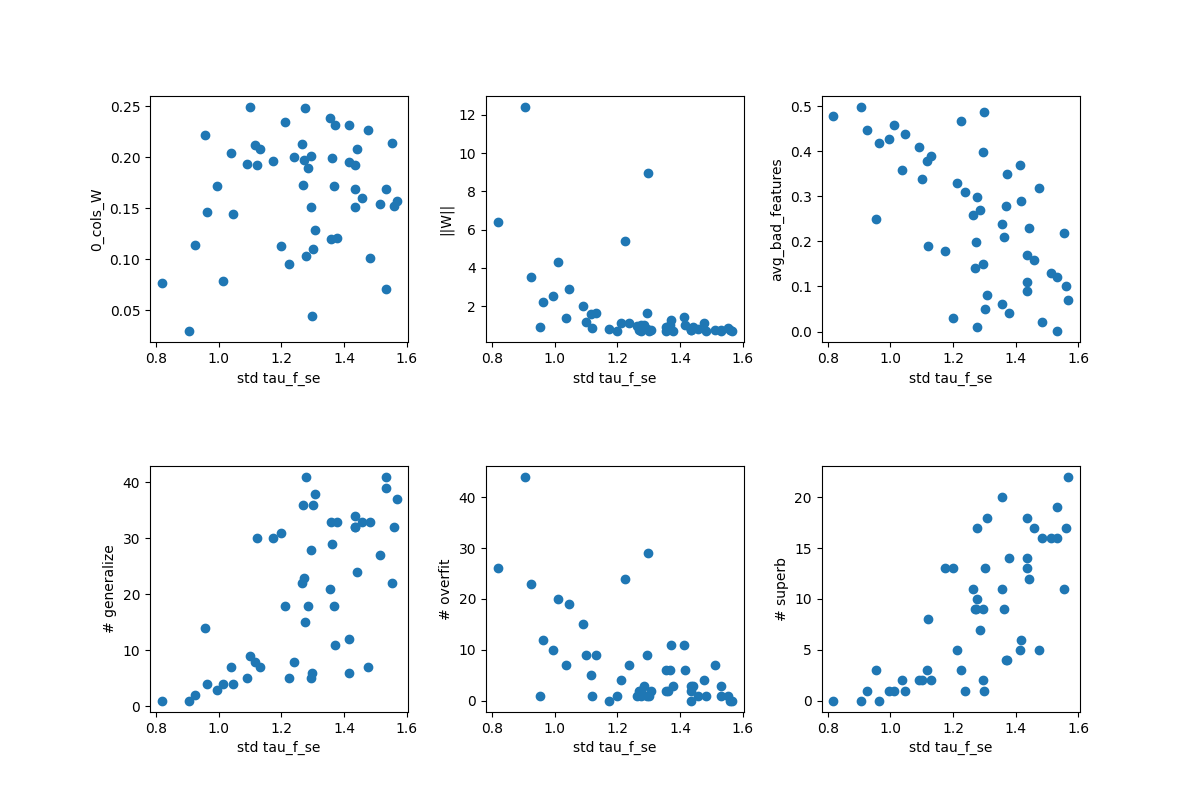 0.25
0.20
0.15
0.10
0.05
0_cols_W
0.8 1.0 1.2 1.4 1.6
std tau_f_se
12
10
8
6
4
2
||W||
0.8 1.0 1.2 1.4 1.6
std tau_f_se
0.5
0.4
0.3
0.2
0.1
0.0
avg_bad_features
0.8 1.0 1.2 1.4 1.6
std tau_f_se
40
30
20
10
0
# generalize
0.8 1.0 1.2 1.4 1.6
std tau_f_se
40
30
20
10
0
# overfit
0.8 1.0 1.2 1.4 1.6
std tau_f_se
20
15
10
5
0
# superb
0.8 1.0 1.2 1.4 1.6
std tau_f_se